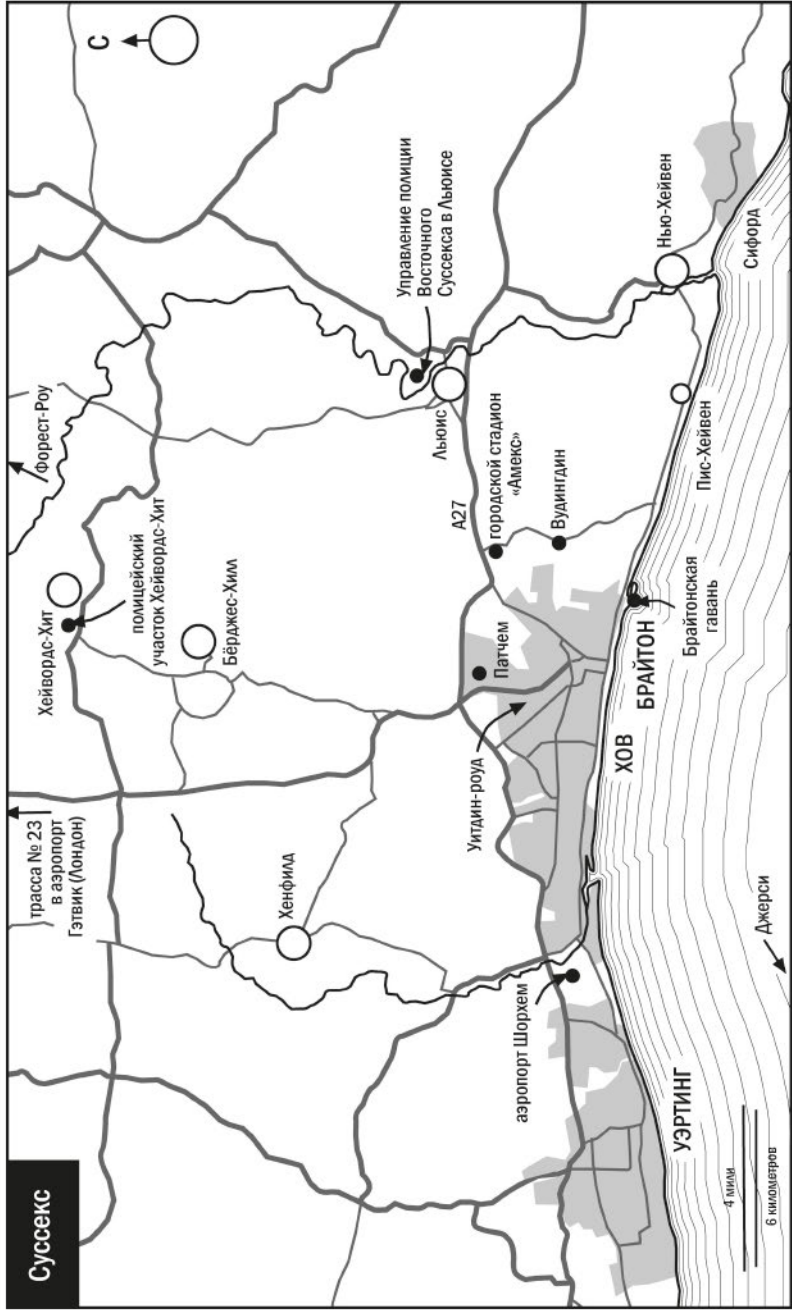 Суссекс
трасса № 23
в аэропорт
Гэтвик (Лондон)
Хейвордс-Хит
Форест-Роу
С
полицейский
участок Хейвордс-Хит
Бёрджес-Хилл
Хенфилд
Управление полиции
Восточного
Суссекса в Льюисе
Льюис
А27
городской стадион
«Амекс»
Патчем
Уитдин-роуд
Вудингдин
аэропорт Шорхем
Нью-Хейвен
Сифорд
Пис-Хейвен
Брайтонская
гавань
БРАЙТОН
ХОВ
УЭРТИНГ
Джерси
4 мили
6 километров